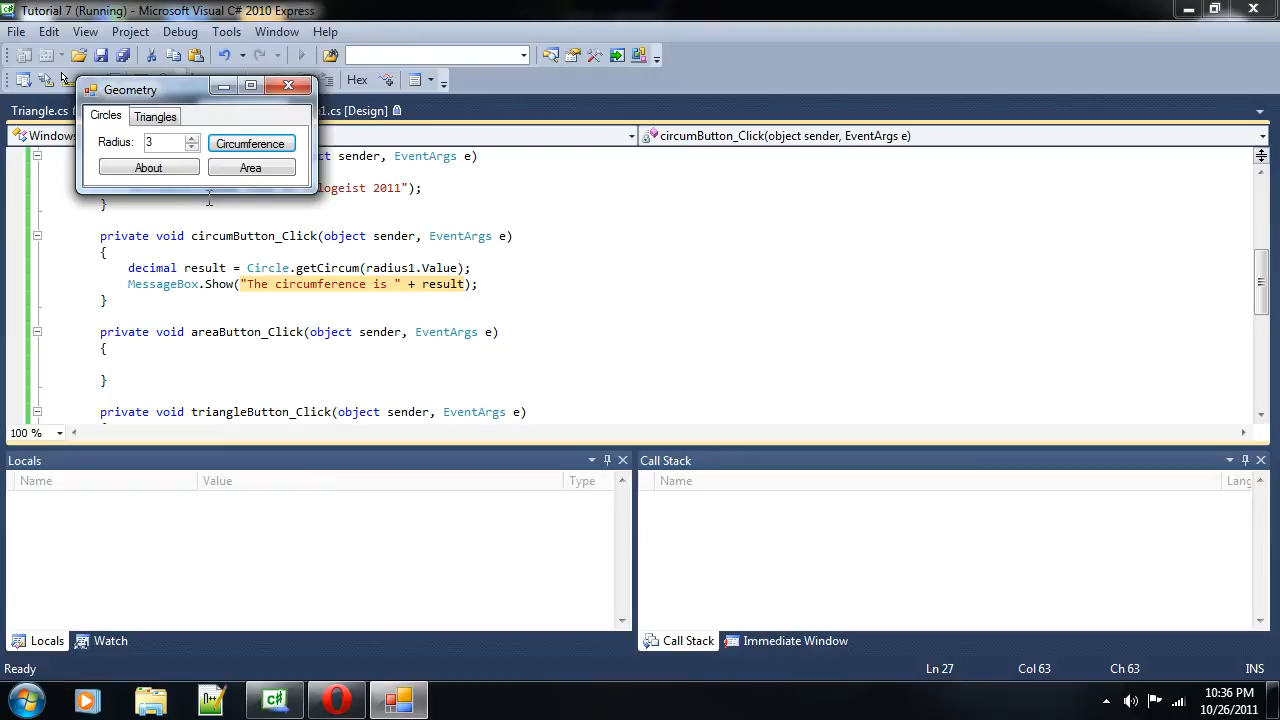 Tutorial 7 (Running) - Microsoft Visual C# 2010 Express
File Edit View Project Debug Tools Window Help
Hex
Geometry
Triangle.cs
1.cs [Design]
Circles Triangles
Windows
circumButton_Click(object sender, EventArgs e)
Radius: 3 Circumference
About Area
ct sender, EventArgs e)
logeist 2011");
}
private void circumButton_Click(object sender, EventArgs e)
{
decimal result = Circle.getCircum(radius1.Value);
MessageBox.Show("The circumference is " + result);
}
private void areaButton_Click(object sender, EventArgs e)
{
}
private void triangleButton_Click(object sender, EventArgs e)
100 %
Locals
Name Value Type
Call Stack
Name Lang
Locals Watch
Call Stack Immediate Window
Ready Ln 27 Col 63 Ch 63 INS
N++
C#
10:36 PM
10/26/2011